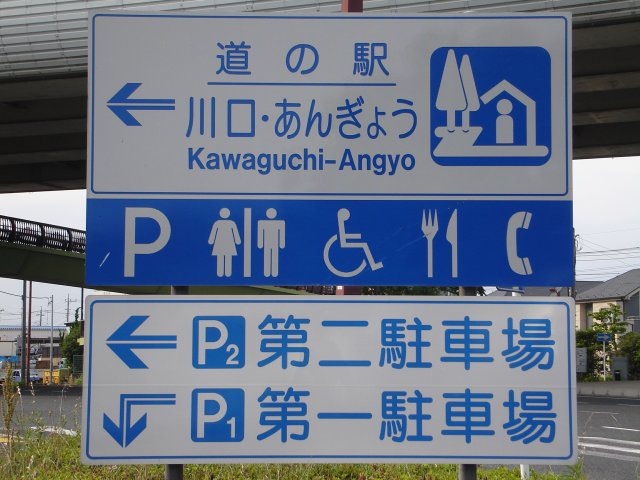 道の駅
川口・あんぎょう
Kawaguchi-Angyo
P
P2 第二駐車場
P1 第一駐車場